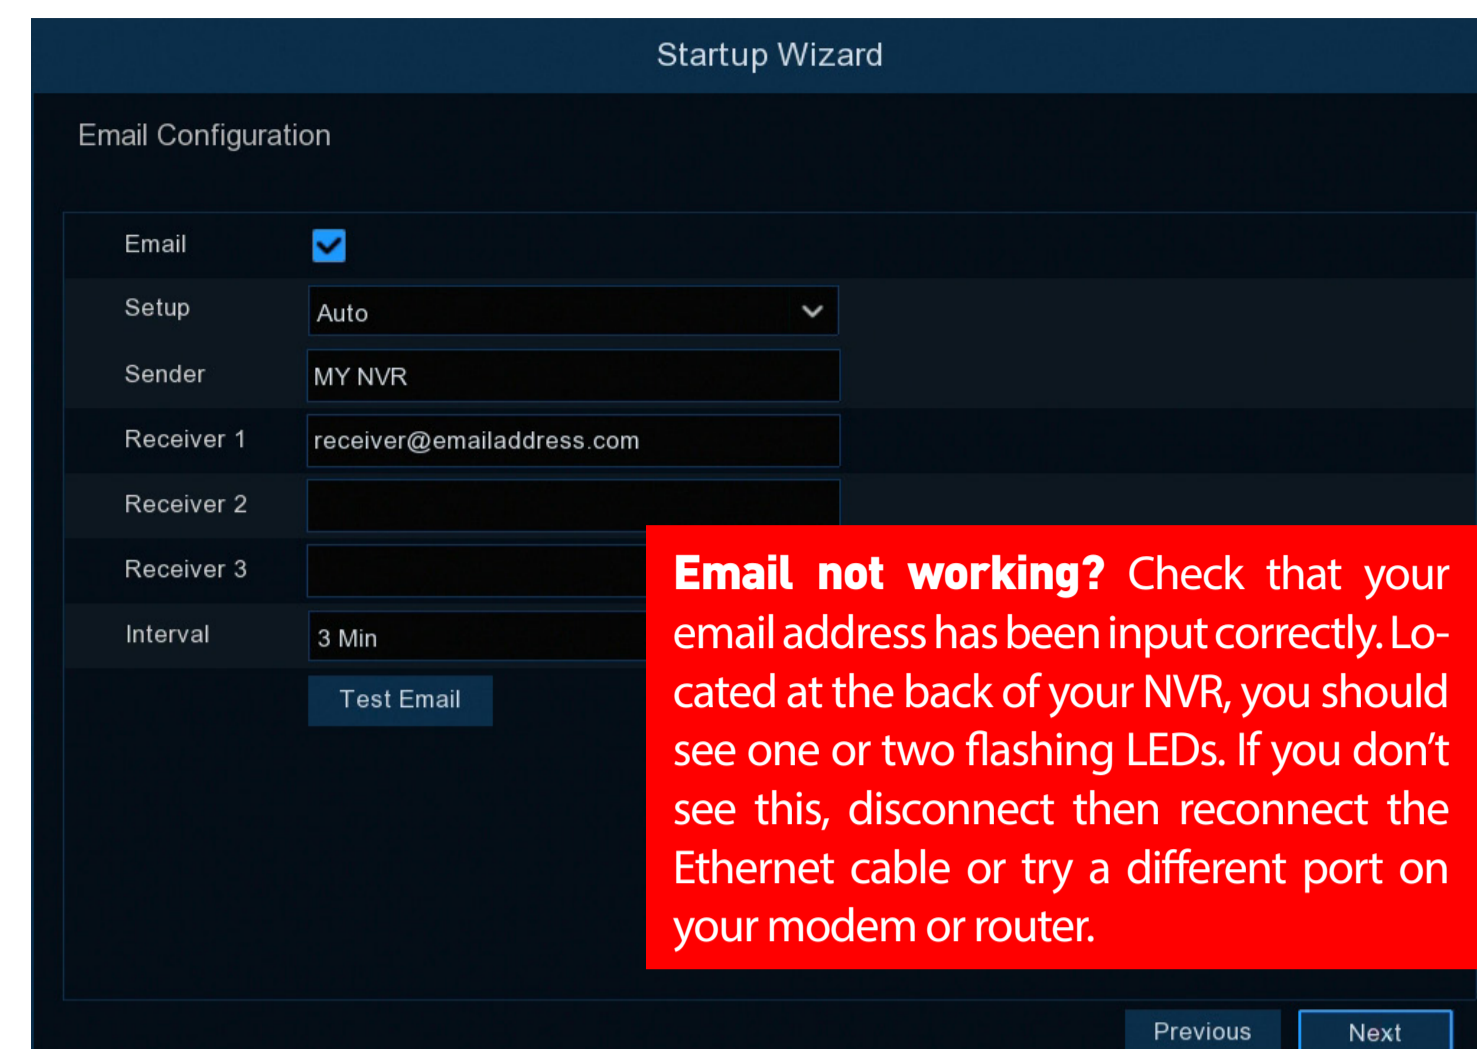 Startup Wizard
Email Configuration
Email
Setup Auto
Sender MY NVR
Receiver 1 receiver@emailaddress.com
Receiver 2
Receiver 3
Interval 3 Min
Test Email
Email not working? Check that your
email address has been input correctly. Lo-
cated at the back of your NVR, you should
see one or two flashing LEDs. If you don’t
see this, disconnect then reconnect the
Ethernet cable or try a different port on
your modem or router.
Previous Next